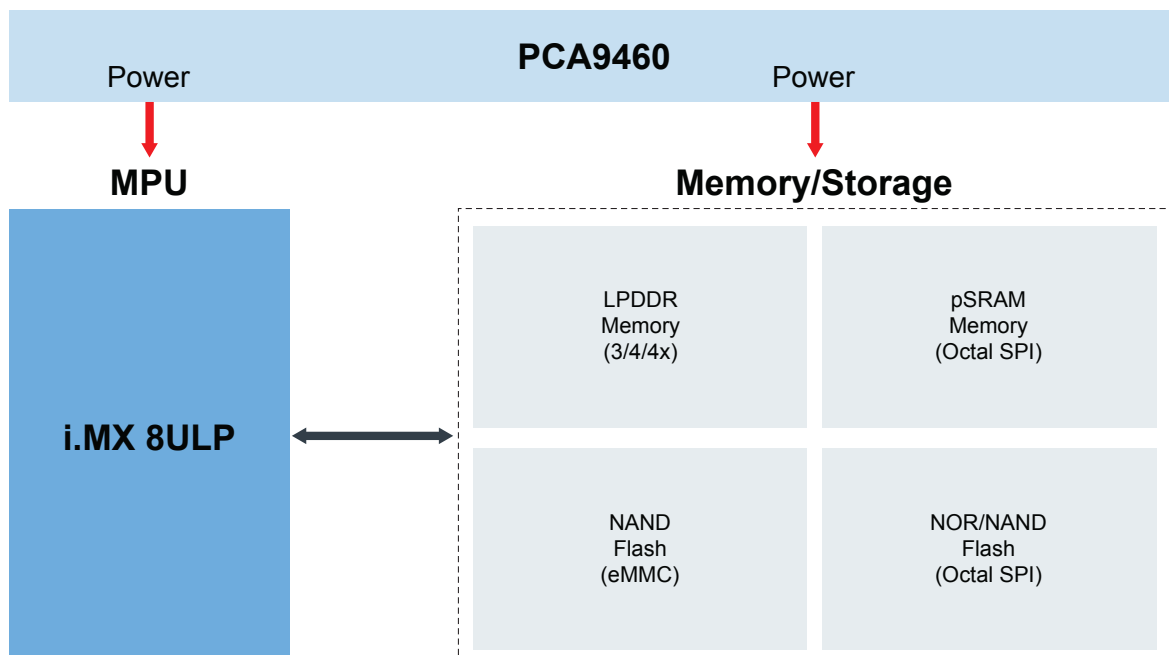 PCA9460
Power
Power
MPU
Memory/Storage
i.MX 8ULP
LPDDR
Memory
(3/4/4x)
pSRAM
Memory
(Octal SPI)
NAND
Flash
(eMMC)
NOR/NAND
Flash
(Octal SPI)